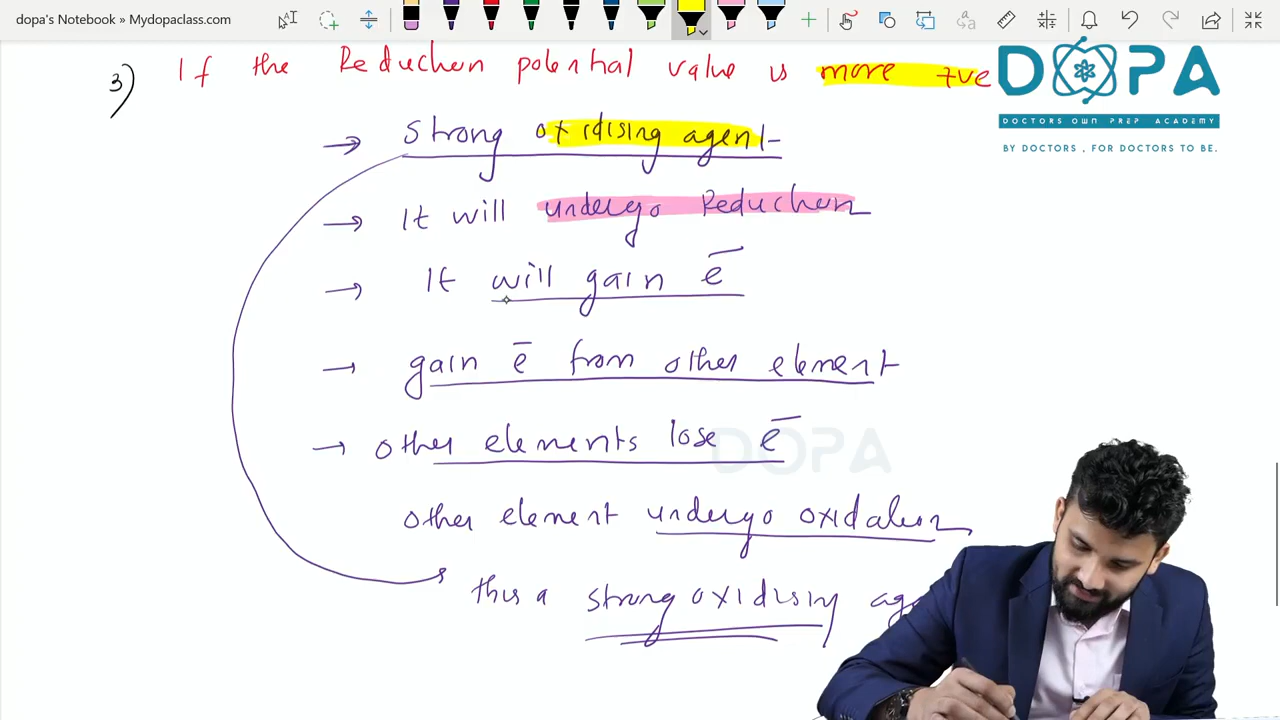 dopa's Notebook » Mydopaclass.com
DOPA
DOCTORS OWN PREP ACADEMY
BY DOCTORS , FOR DOCTORS TO BE.
3) If the Reduction potential value is more +ve
→ strong oxidising agent
→ It will undergo Reduction
→ It will gain e⁻
→ gain e⁻ from other element
→ other elements lose e⁻
DOPA
other element undergo oxidation
thus a strong oxidising